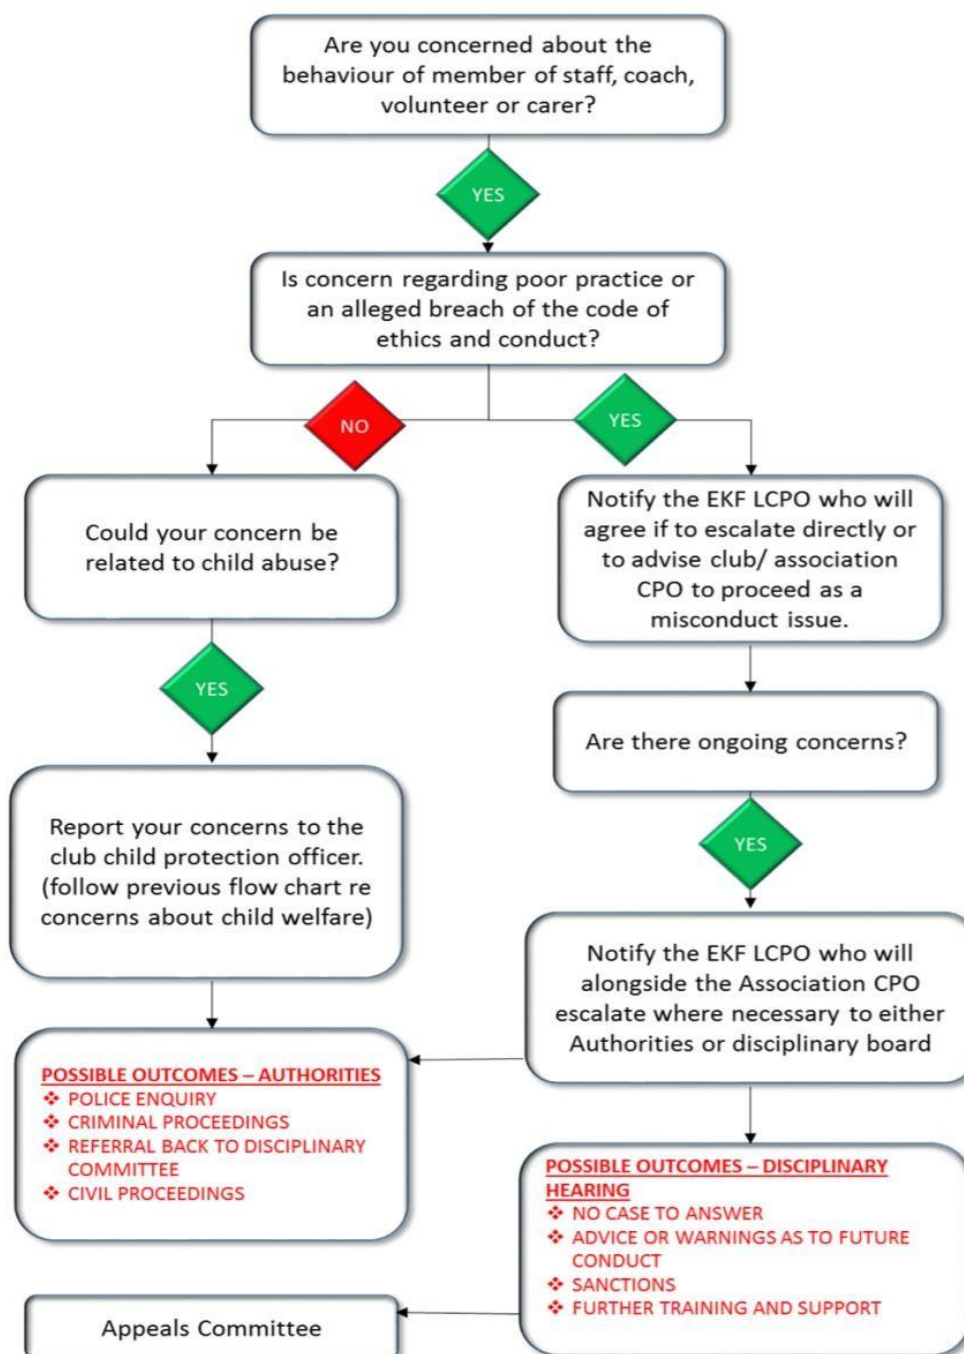 Are you concerned about the
behaviour of member of staff, coach,
volunteer or carer?
YES
Is concern regarding poor practice or
an alleged breach of the code of
ethics and conduct?
NO
YES
Could your concern be
related to child abuse?
Notify the EKF LCPO who will
agree if to escalate directly or
to advise club/ association
CPO to proceed as a
misconduct issue.
YES
Are there ongoing concerns?
Report your concerns to the
club child protection officer.
(follow previous flow chart re
concerns about child welfare)
YES
Notify the EKF LCPO who will
alongside the Association CPO
escalate where necessary to either
Authorities or disciplinary board
POSSIBLE OUTCOMES – AUTHORITIES
❖ POLICE ENQUIRY
❖ CRIMINAL PROCEEDINGS
❖ REFERRAL BACK TO DISCIPLINARY
COMMITTEE
❖ CIVIL PROCEEDINGS
POSSIBLE OUTCOMES – DISCIPLINARY
HEARING
❖ NO CASE TO ANSWER
❖ ADVICE OR WARNINGS AS TO FUTURE
CONDUCT
❖ SANCTIONS
❖ FURTHER TRAINING AND SUPPORT
Appeals Committee